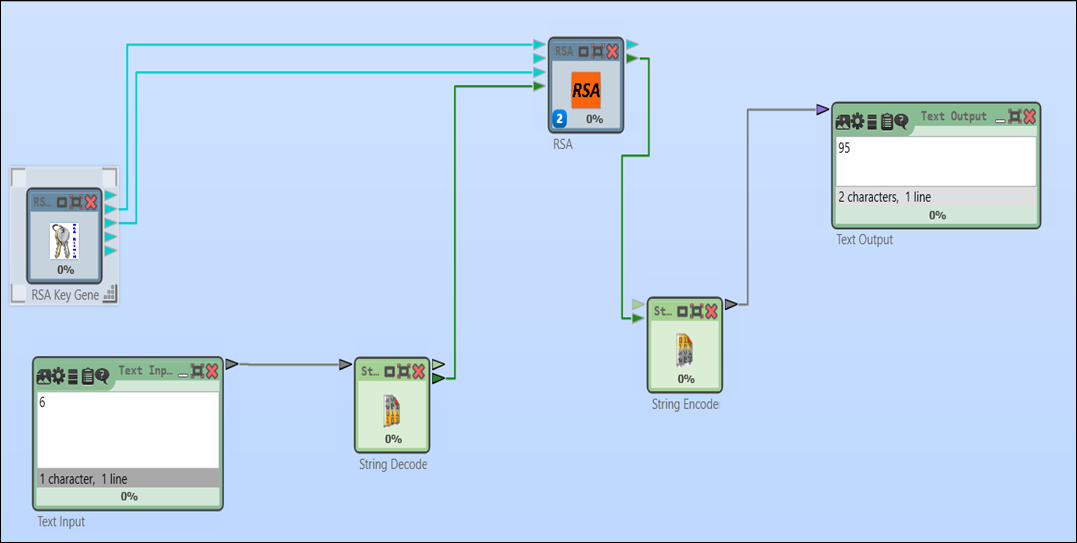 RSA
RSA
2
0%
RSA
Text Output
95
2 characters, 1 line
0%
Text Output
RS...
0%
RSA Key Gene
St...
0%
String Encode
Text Inp...
6
1 character, 1 line
0%
Text Input
St...
0%
String Decode